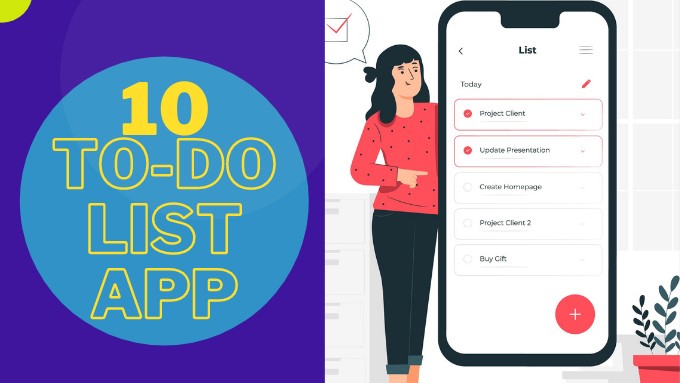 10
TO-DO
LIST
APP
List
Today
Project Client
Update Presentation
Create Homepage
Project Client 2
Buy Gift